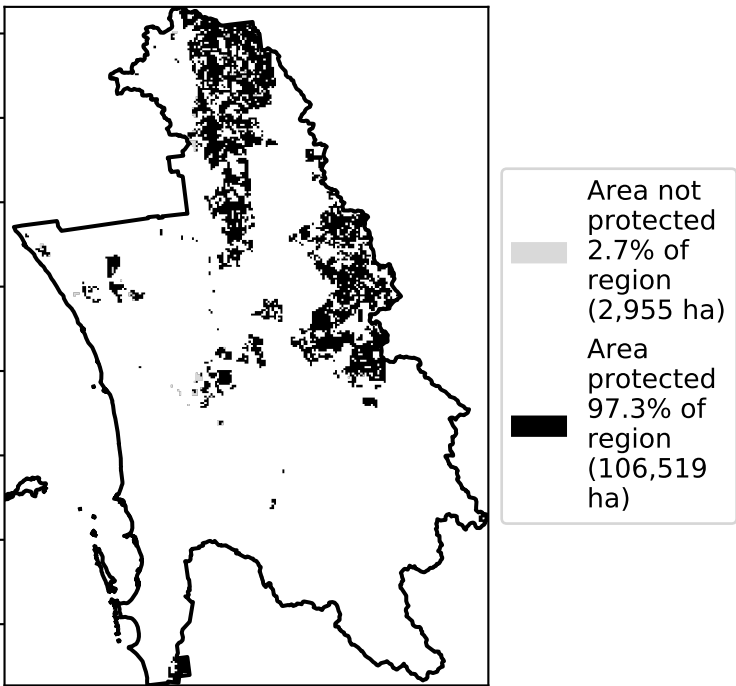 Area not
protected
2.7% of
region
(2,955 ha)
Area
protected
97.3% of
region
(106,519
ha)